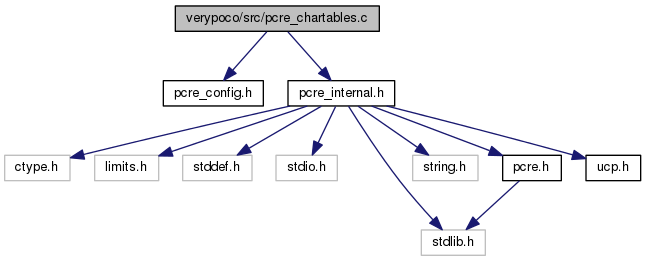 verypoco/src/pcre_chartables.c
pcre_config.h
pcre_internal.h
ctype.h
limits.h
stddef.h
stdio.h
string.h
pcre.h
ucp.h
stdlib.h